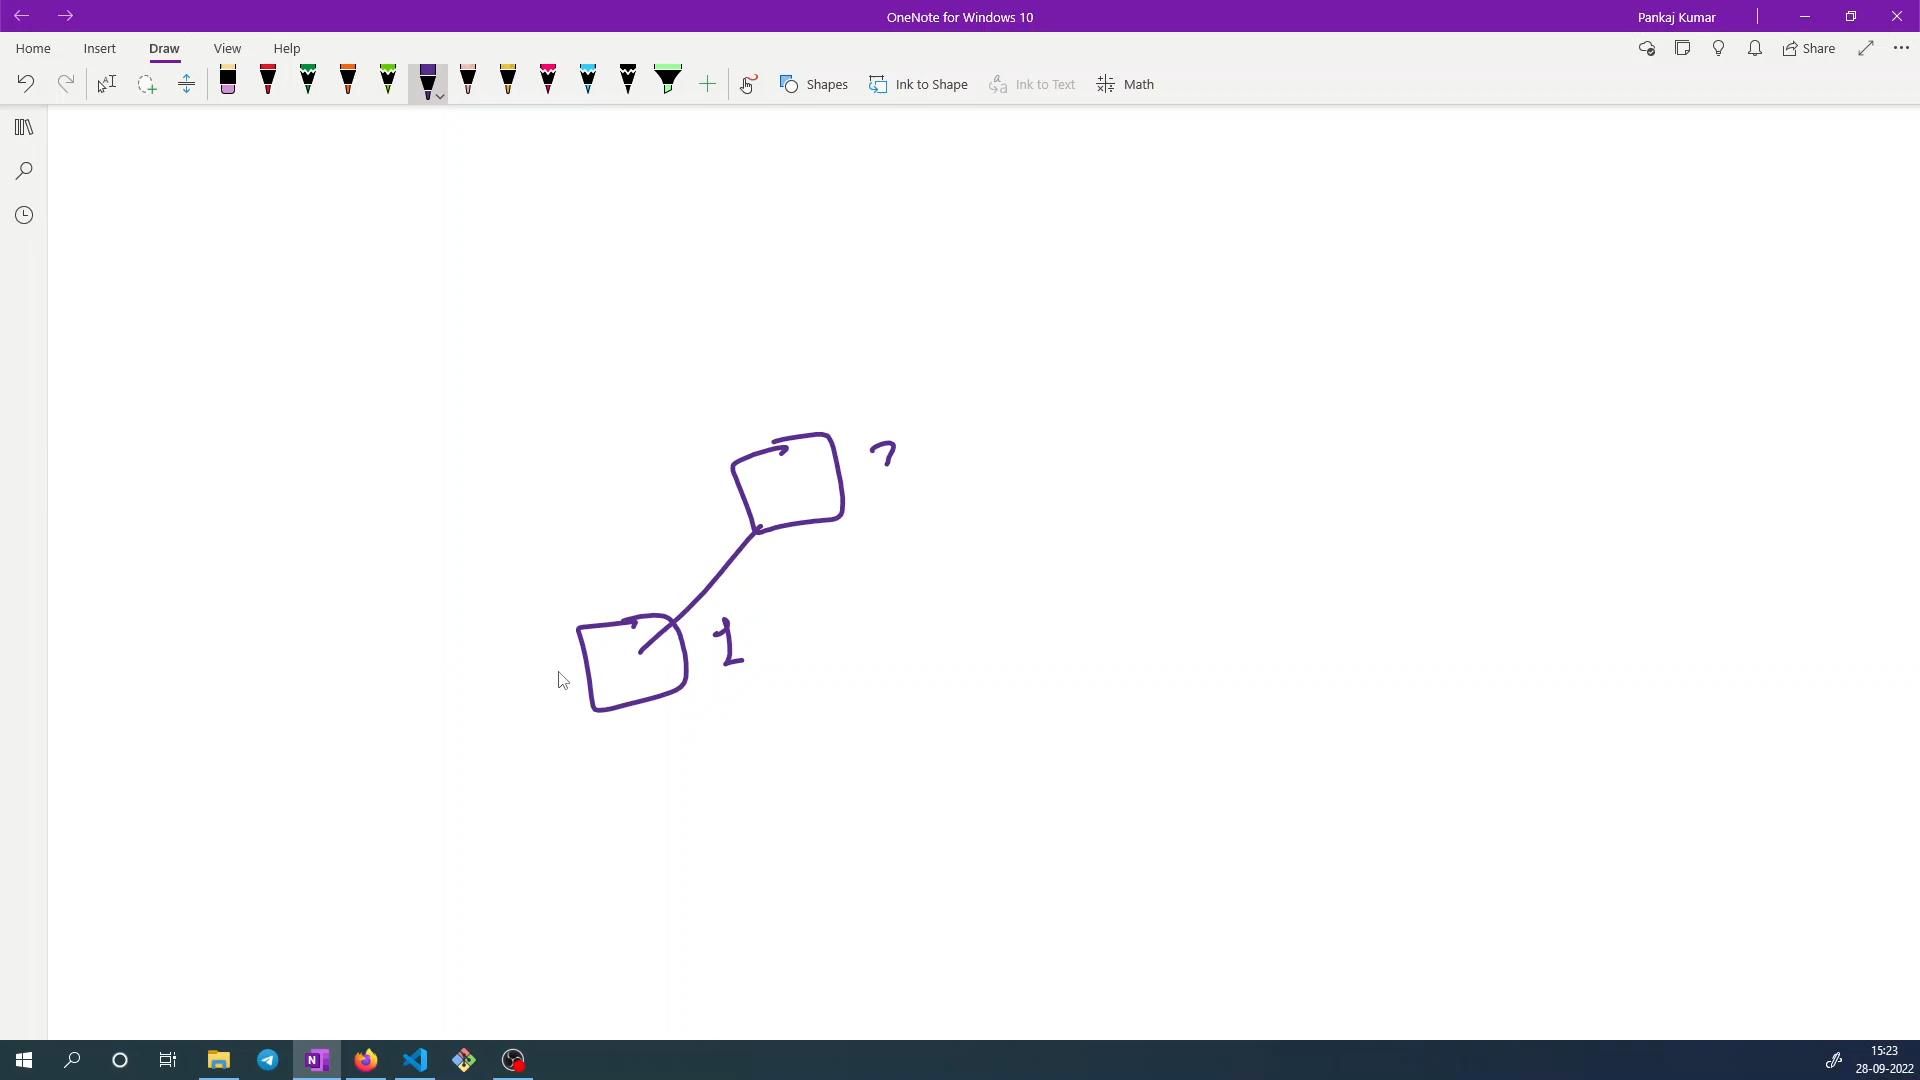 OneNote for Windows 10
Pankaj Kumar
Home Insert Draw View Help
Share
Shapes Ink to Shape Ink to Text Math
1
15:23
28-09-2022